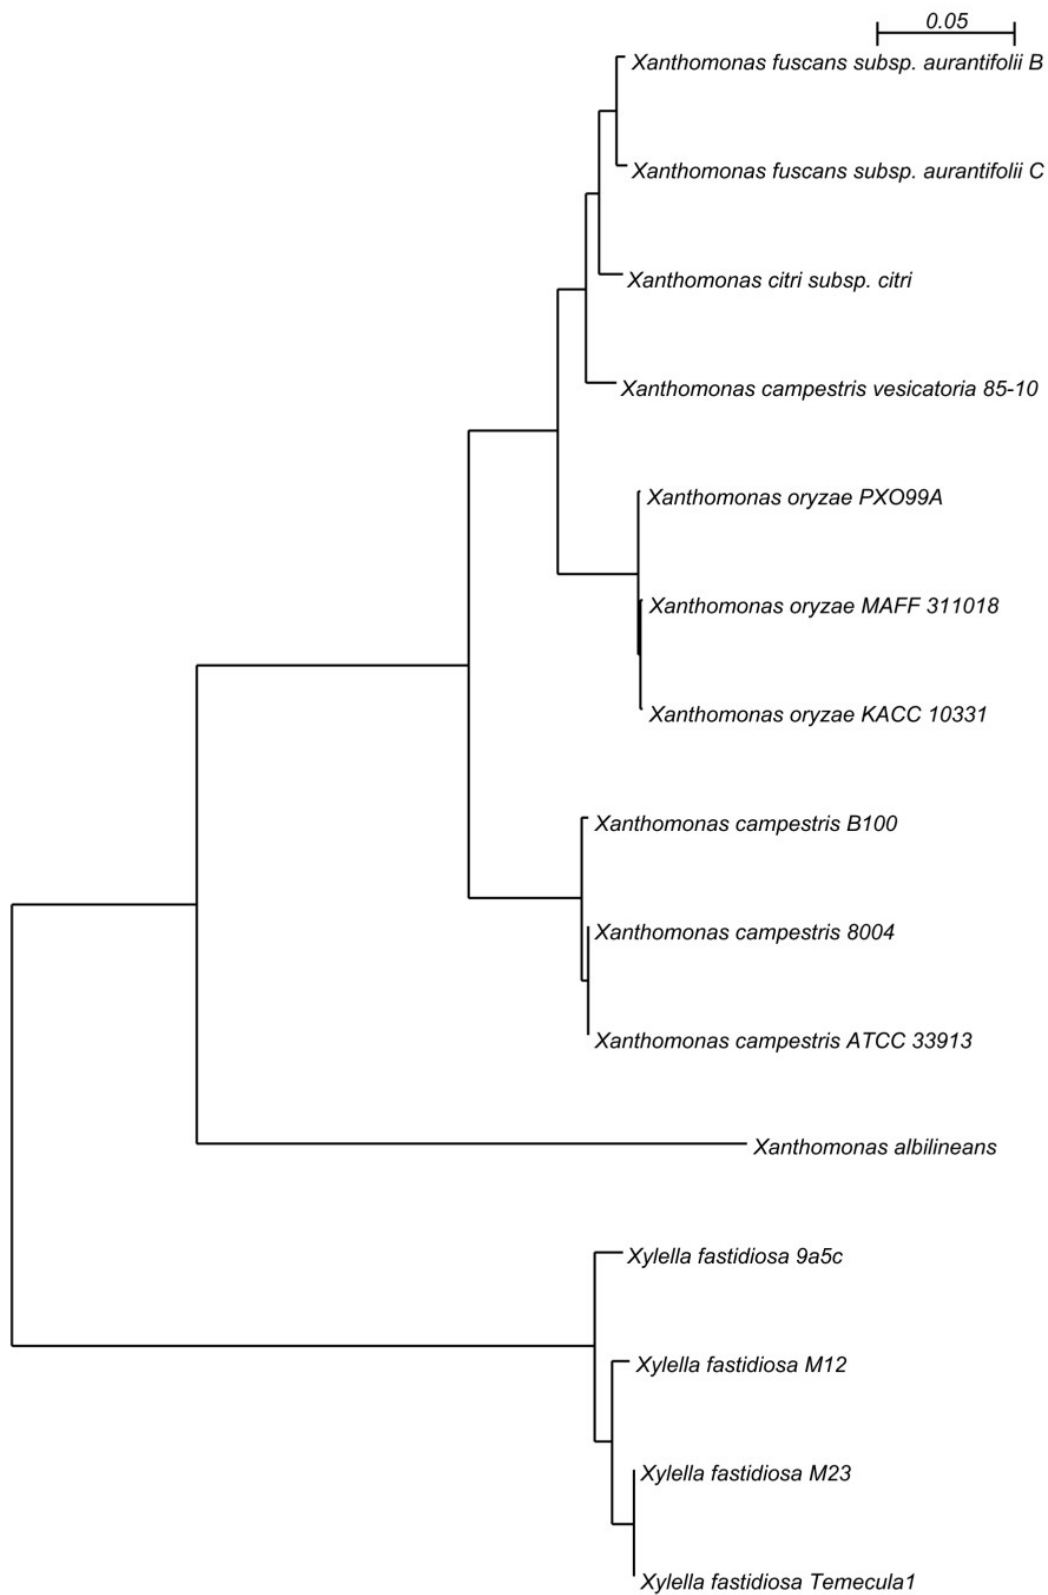 0.05
Xanthomonas fuscans subsp. aurantifolii B
Xanthomonas fuscans subsp. aurantifolii C
Xanthomonas citri subsp. citri
Xanthomonas campestris vesicatoria 85-10
Xanthomonas oryzae PXO99A
Xanthomonas oryzae MAFF 311018
Xanthomonas oryzae KACC 10331
Xanthomonas campestris B100
Xanthomonas campestris 8004
Xanthomonas campestris ATCC 33913
Xanthomonas albilineans
Xylella fastidiosa 9a5c
Xylella fastidiosa M12
Xylella fastidiosa M23
Xylella fastidiosa Temecula1